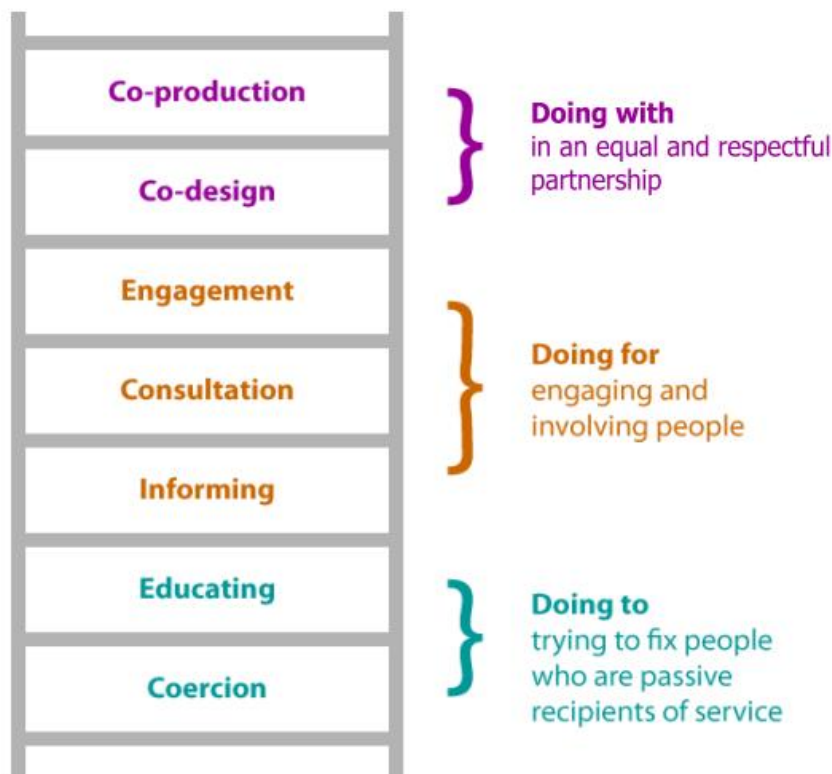 Co-production
Co-design
Doing with
in an equal and respectful
partnership
Engagement
Consultation
Informing
Doing for
engaging and
involving people
Educating
Coercion
Doing to
trying to fix people
who are passive
recipients of service